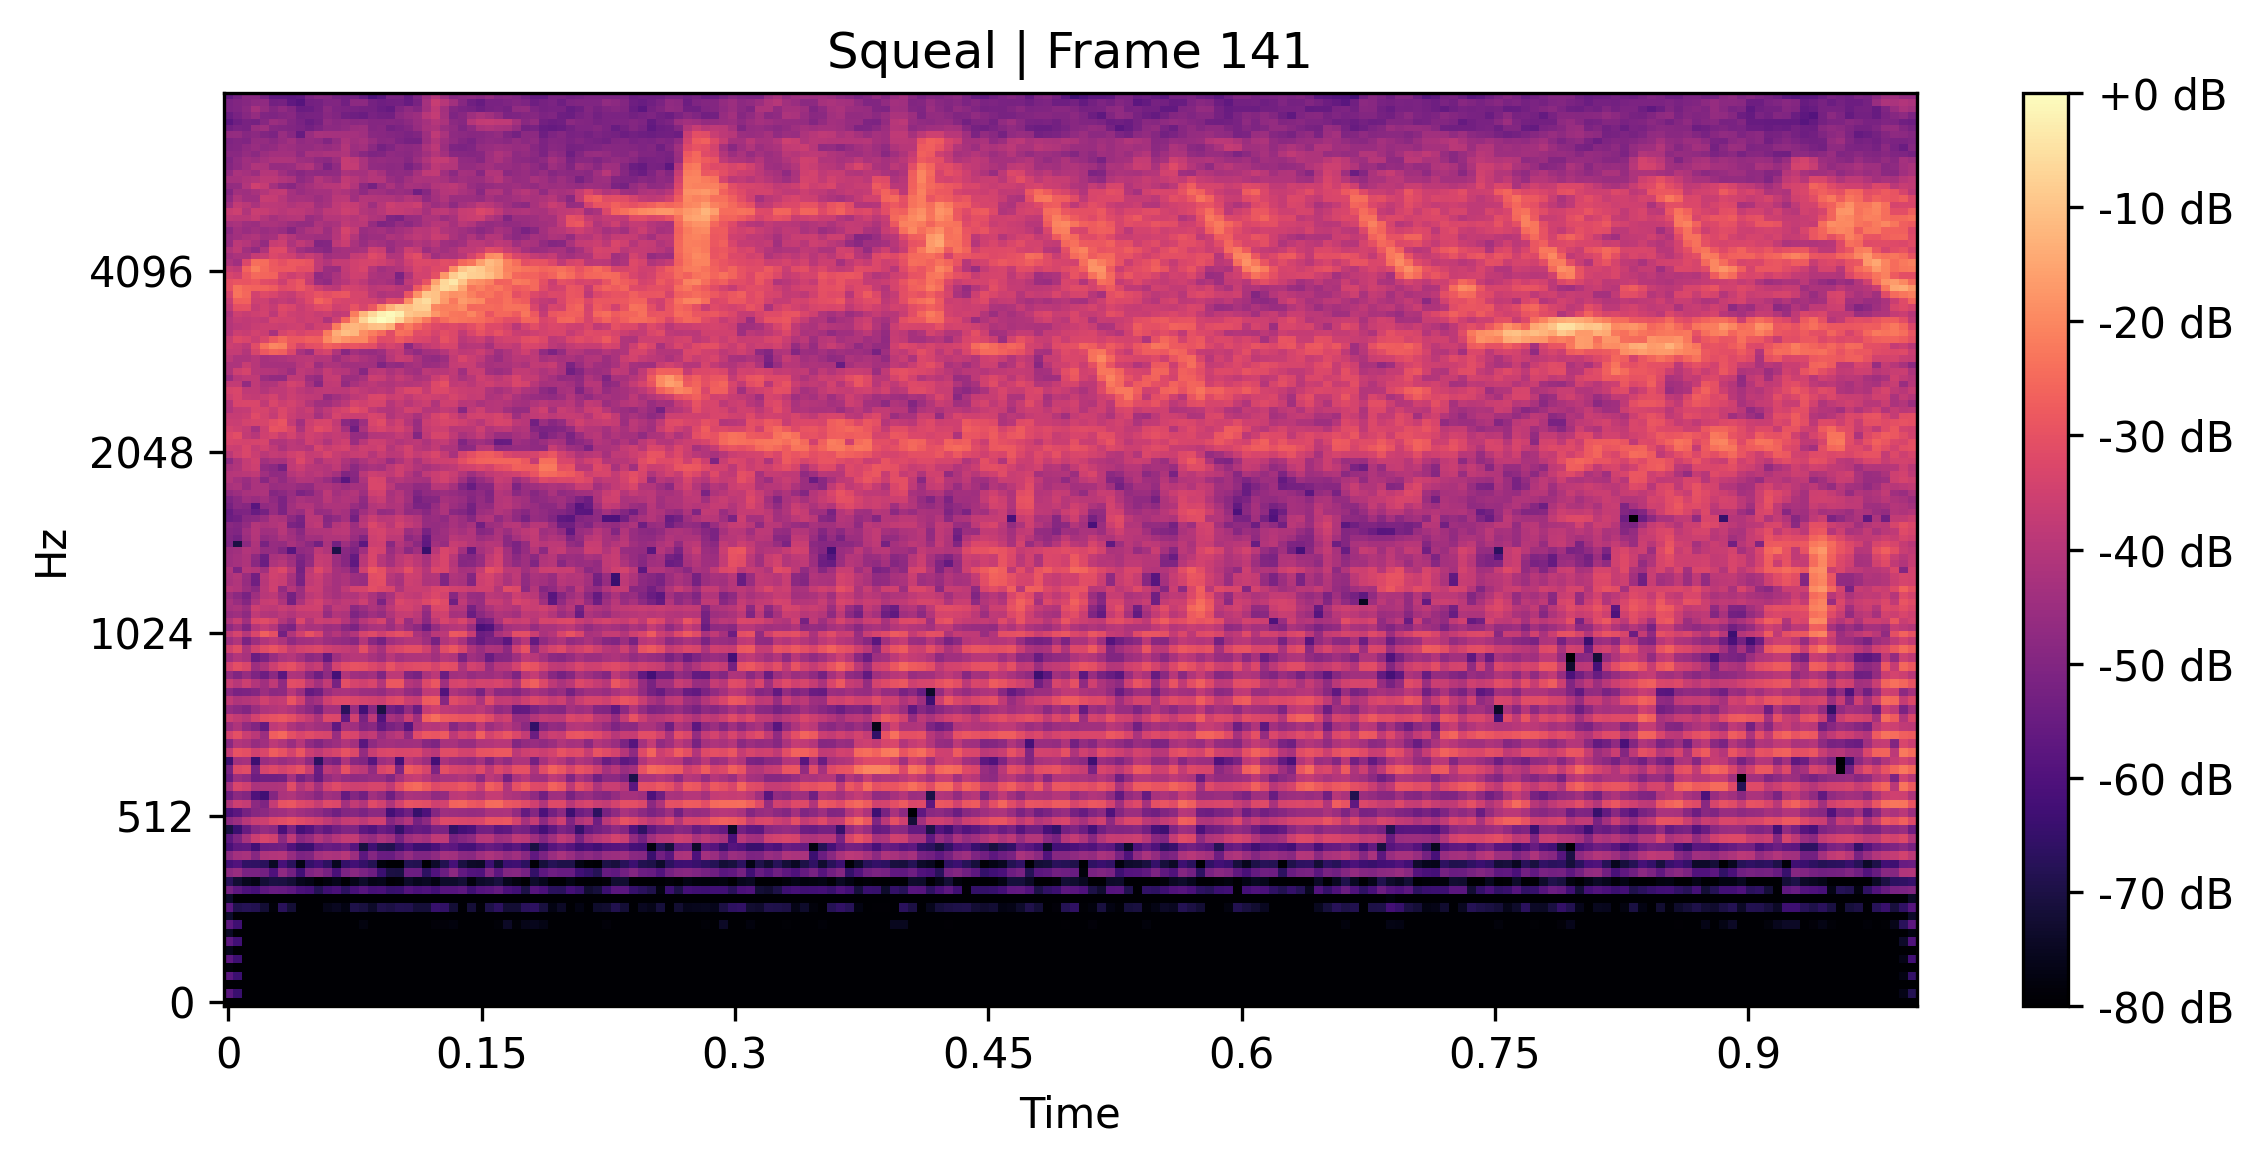 Squeal | Frame 141
Hz
4096
2048
1024
512
0
0 0.15 0.3 0.45 0.6 0.75 0.9
Time
+0 dB
-10 dB
-20 dB
-30 dB
-40 dB
-50 dB
-60 dB
-70 dB
-80 dB